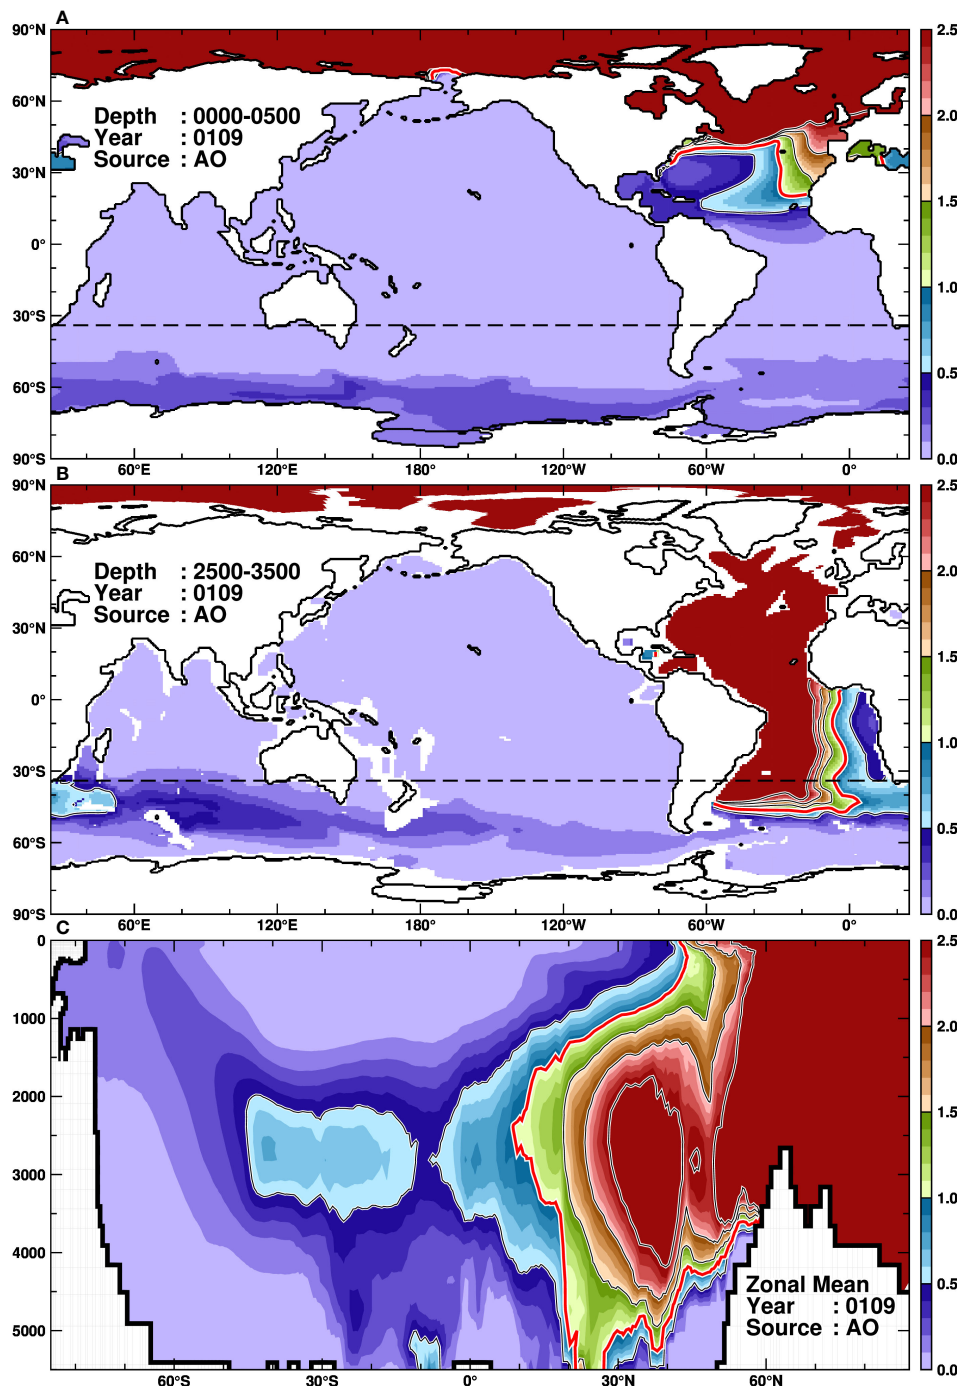 A
90°N
60°N
30°N
0°
30°S
60°S
90°S
Depth : 0000-0500
Year : 0109
Source : AO
60°E 120°E 180° 120°W 60°W 0°
2.5
2.0
1.5
1.0
0.5
0.0
B
90°N
60°N
30°N
0°
30°S
60°S
90°S
Depth : 2500-3500
Year : 0109
Source : AO
60°E 120°E 180° 120°W 60°W 0°
2.5
2.0
1.5
1.0
0.5
0.0
C
0
1000
2000
3000
4000
5000
Zonal Mean
Year : 0109
Source : AO
60°S 30°S 0° 30°N 60°N
2.5
2.0
1.5
1.0
0.5
0.0